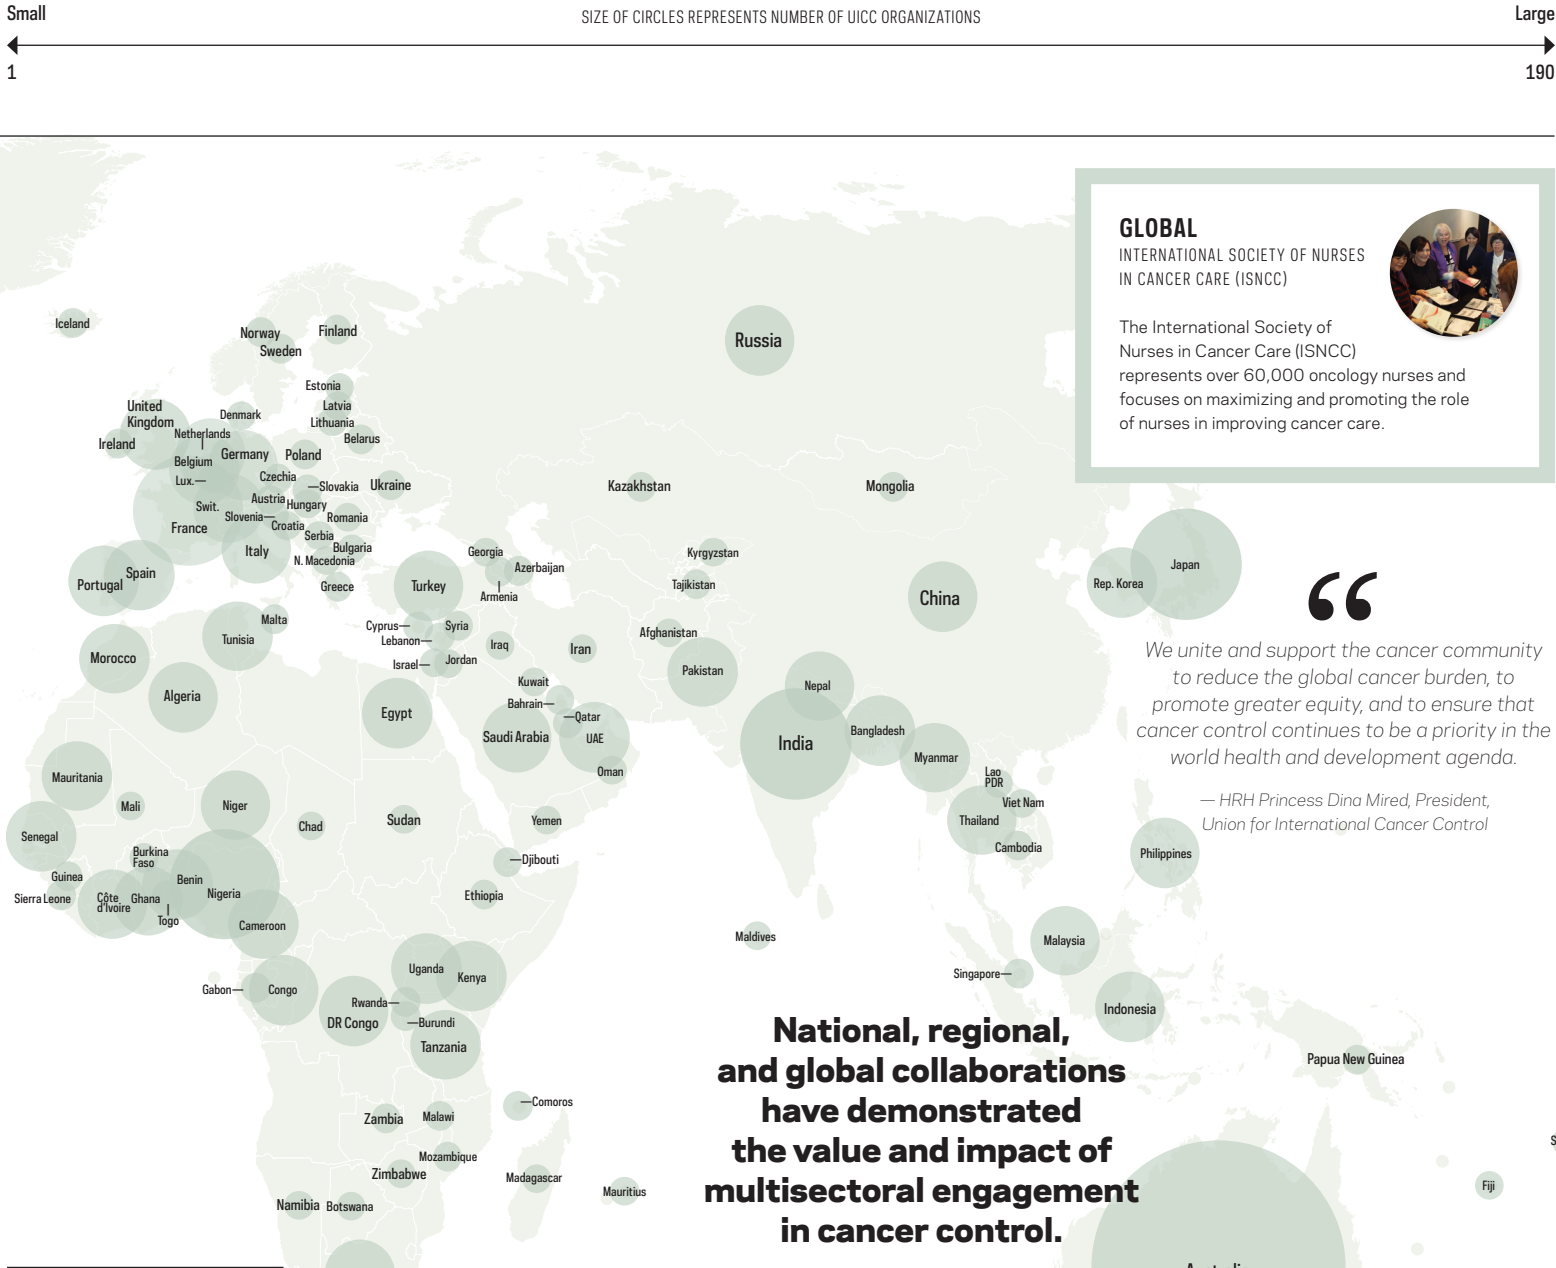 Small
SIZE OF CIRCLES REPRESENTS NUMBER OF UICC ORGANIZATIONS
Large
1
190
GLOBAL
INTERNATIONAL SOCIETY OF NURSES
IN CANCER CARE (ISNCC)
The International Society of
Nurses in Cancer Care (ISNCC)
represents over 60,000 oncology nurses and
focuses on maximizing and promoting the role
of nurses in improving cancer care.
Iceland
Norway
Finland
Sweden
Russia
Estonia
Latvia
Lithuania
Belarus
United
Kingdom
Denmark
Netherlands
Ireland
Belgium
Germany
Poland
Lux.
Czechia
Slovakia
Ukraine
Kazakhstan
Mongolia
Swit.
Austria
Hungary
Slovenia
Croatia
Romania
France
Serbia
Italy
Bulgaria
N. Macedonia
Georgia
Azerbaijan
Kyrgyzstan
Japan
Spain
Portugal
Greece
Turkey
Armenia
Tajikistan
China
Rep. Korea
“
We unite and support the cancer community
to reduce the global cancer burden, to
promote greater equity, and to ensure that
cancer control continues to be a priority in the
world health and development agenda.
— HRH Princess Dina Mired, President,
Union for International Cancer Control
Malta
Tunisia
Cyprus
Syria
Lebanon
Iraq
Iran
Afghanistan
Morocco
Israel
Jordan
Pakistan
Algeria
Kuwait
Nepal
Egypt
Bahrain
Qatar
Saudi Arabia
UAE
India
Bangladesh
Myanmar
Mauritania
Oman
Lao
PDR
Mali
Niger
Viet Nam
Senegal
Chad
Sudan
Yemen
Thailand
Cambodia
Philippines
Burkina
Faso
Djibouti
Guinea
Benin
Sierra Leone
Côte
d'Ivoire
Ghana
Nigeria
Togo
Ethiopia
Cameroon
Maldives
Malaysia
Uganda
Kenya
Singapore
Gabon
Congo
Rwanda
DR Congo
Burundi
Tanzania
Indonesia
Papua New Guinea
National, regional,
and global collaborations
have demonstrated
the value and impact of
multisectoral engagement
in cancer control.
Comoros
Zambia
Malawi
Mozambique
Zimbabwe
Madagascar
Mauritius
Fiji
Namibia
Botswana